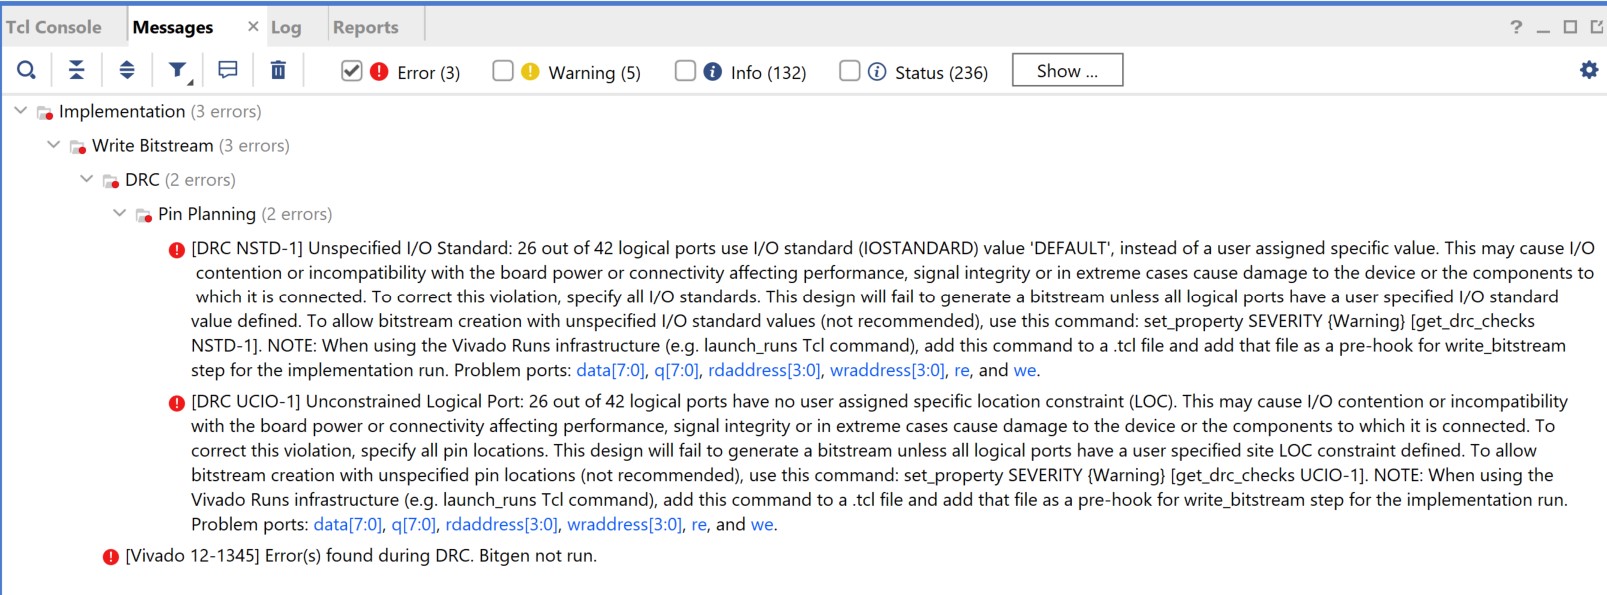 Tcl Console Messages × Log Reports ?
Error (3) Warning (5) Info (132) Status (236) Show ...
Implementation (3 errors)
Write Bitstream (3 errors)
DRC (2 errors)
Pin Planning (2 errors)
[DRC NSTD-1] Unspecified I/O Standard: 26 out of 42 logical ports use I/O standard (IOSTANDARD) value 'DEFAULT', instead of a user assigned specific value. This may cause I/O
contention or incompatibility with the board power or connectivity affecting performance, signal integrity or in extreme cases cause damage to the device or the components to
which it is connected. To correct this violation, specify all I/O standards. This design will fail to generate a bitstream unless all logical ports have a user specified I/O standard
value defined. To allow bitstream creation with unspecified I/O standard values (not recommended), use this command: set_property SEVERITY {Warning} [get_drc_checks
NSTD-1]. NOTE: When using the Vivado Runs infrastructure (e.g. launch_runs Tcl command), add this command to a .tcl file and add that file as a pre-hook for write_bitstream
step for the implementation run. Problem ports: data[7:0], q[7:0], rdaddress[3:0], wraddress[3:0], re, and we.
[DRC UCIO-1] Unconstrained Logical Port: 26 out of 42 logical ports have no user assigned specific location constraint (LOC). This may cause I/O contention or incompatibility
with the board power or connectivity affecting performance, signal integrity or in extreme cases cause damage to the device or the components to which it is connected. To
correct this violation, specify all pin locations. This design will fail to generate a bitstream unless all logical ports have a user specified site LOC constraint defined. To allow
bitstream creation with unspecified pin locations (not recommended), use this command: set_property SEVERITY {Warning} [get_drc_checks UCIO-1]. NOTE: When using the
Vivado Runs infrastructure (e.g. launch_runs Tcl command), add this command to a .tcl file and add that file as a pre-hook for write_bitstream step for the implementation run.
Problem ports: data[7:0], q[7:0], rdaddress[3:0], wraddress[3:0], re, and we.
[Vivado 12-1345] Error(s) found during DRC. Bitgen not run.